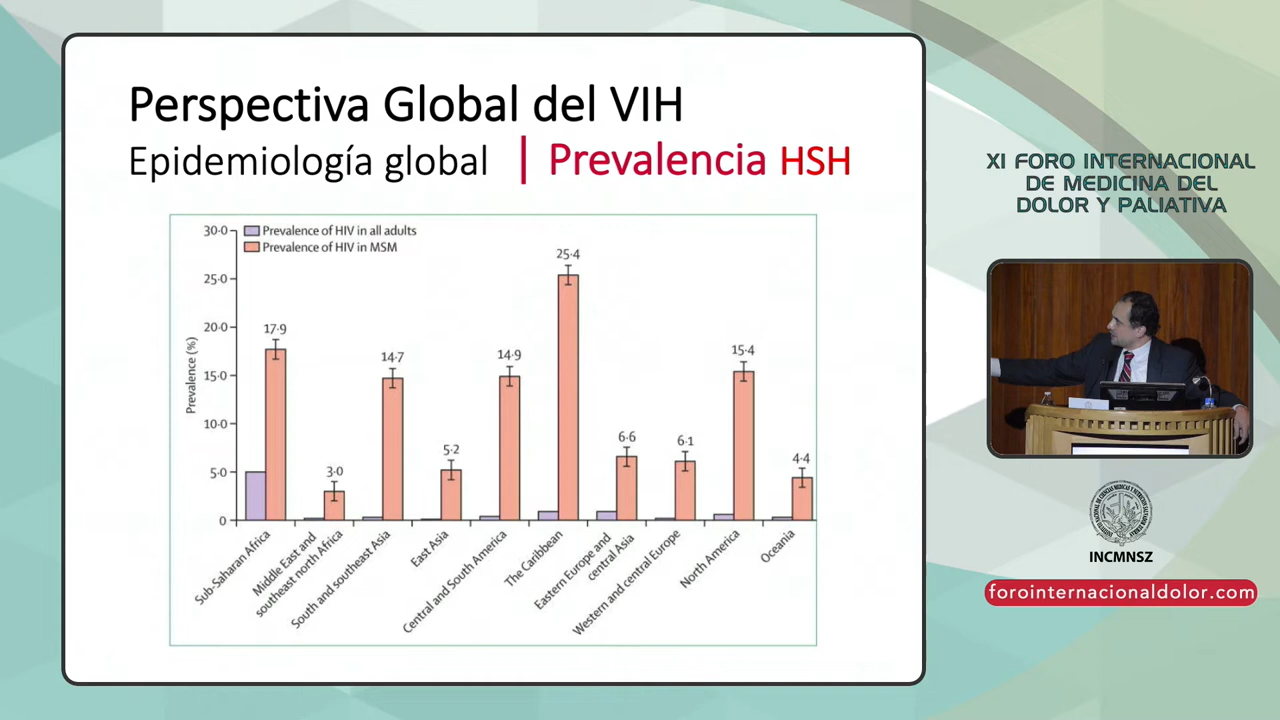 Perspectiva Global del VIH
Epidemiología global | Prevalencia HSH
Prevalence (%)
30·0
25·0
20·0
15·0
10·0
5·0
0
Prevalence of HIV in all adults
Prevalence of HIV in MSM
17·9
3·0
14·7
5·2
14·9
25·4
6·6
6·1
15·4
4·4
Sub-Saharan Africa
Middle East and
southeast north Africa
South and southeast Asia
East Asia
Central and South America
The Caribbean
Eastern Europe and
central Asia
Western and central Europe
North America
Oceania
XI FORO INTERNACIONAL
DE MEDICINA DEL
DOLOR Y PALIATIVA
INCMNSZ
forointernacionaldolor.com